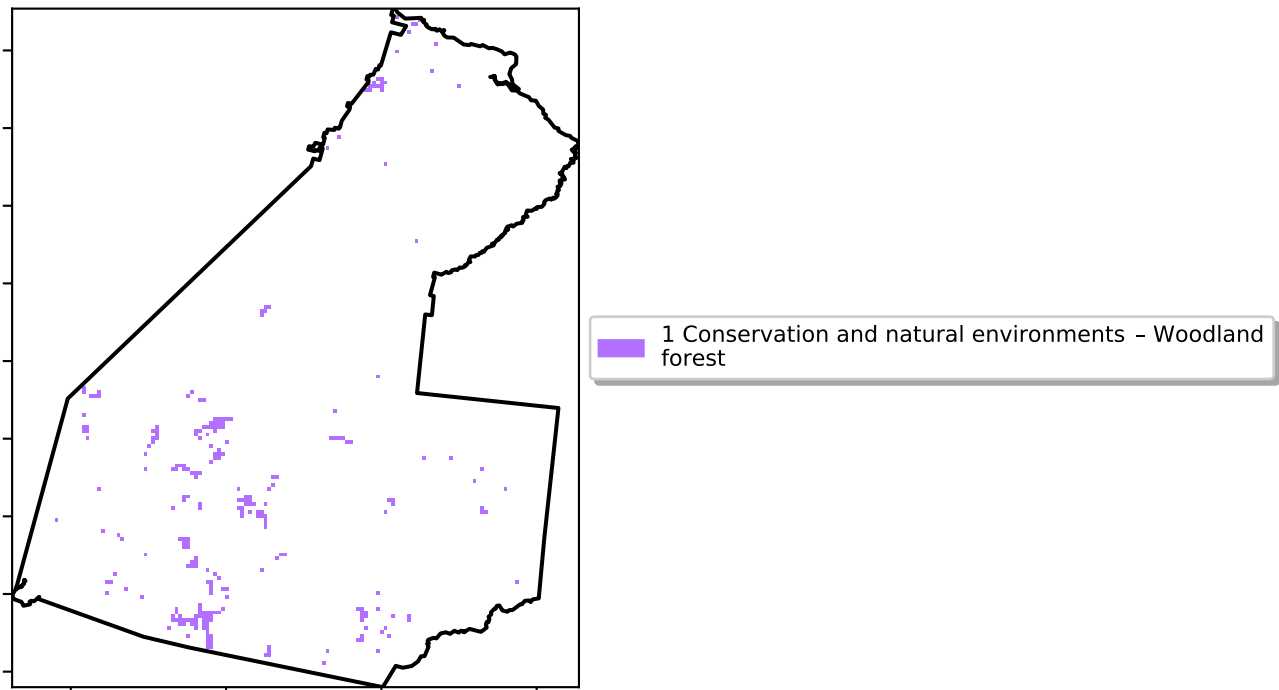 1 Conservation and natural environments – Woodland
forest